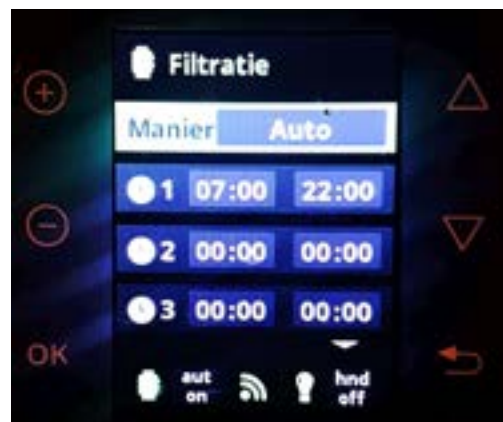 Filtratie
Manier Auto
1 07:00 22:00
2 00:00 00:00
3 00:00 00:00
OK
aut on hnd off